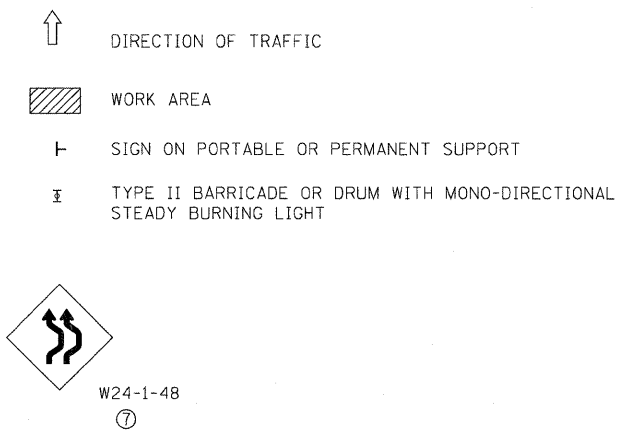 DIRECTION OF TRAFFIC
WORK AREA
SIGN ON PORTABLE OR PERMANENT SUPPORT
TYPE II BARRICADE OR DRUM WITH MONO-DIRECTIONAL
STEADY BURNING LIGHT
W24-1-48
7